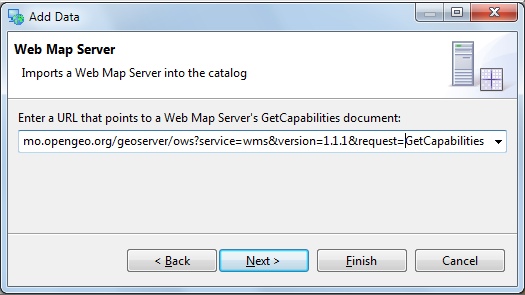 Add Data
Web Map Server
Imports a Web Map Server into the catalog
Enter a URL that points to a Web Map Server's GetCapabilities document:
mo.opengeo.org/geoserver/ows?service=wms&version=1.1.1&request=GetCapabilities
< Back Next > Finish Cancel